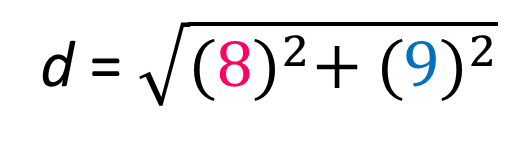 d = √(8)² + (9)²